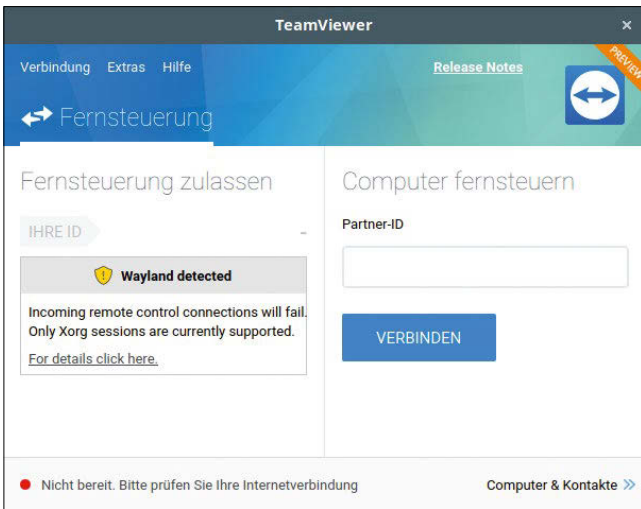 TeamViewer
Verbindung Extras Hilfe
Release Notes
PREVIEW
Fernsteuerung
Fernsteuerung zulassen
IHRE ID
-
Wayland detected
Incoming remote control connections will fail.
Only Xorg sessions are currently supported.
For details click here.
Computer fernsteuern
Partner-ID
VERBINDEN
Nicht bereit. Bitte prüfen Sie Ihre Internetverbindung
Computer & Kontakte